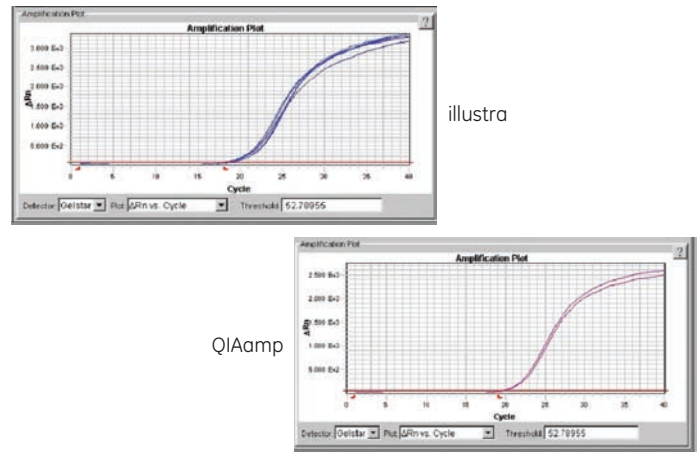 Amplification Plot
?
Amplification Plot
3.000 E+3
2.500 E+3
2.000 E+3
1.500 E+3
1.000 E+3
5.000 E+2
ΔRn
0 5 10 15 20 25 30 35 40
Cycle
Detector: Gelstar Plot: ΔRn vs. Cycle Threshold: 52.78955
illustra
Amplification Plot
?
Amplification Plot
2.500 E+3
2.000 E+3
1.500 E+3
1.000 E+3
5.000 E+2
ΔRn
0 5 10 15 20 25 30 35 40
Cycle
Detector: Gelstar Plot: ΔRn vs. Cycle Threshold: 52.78955
QIAamp